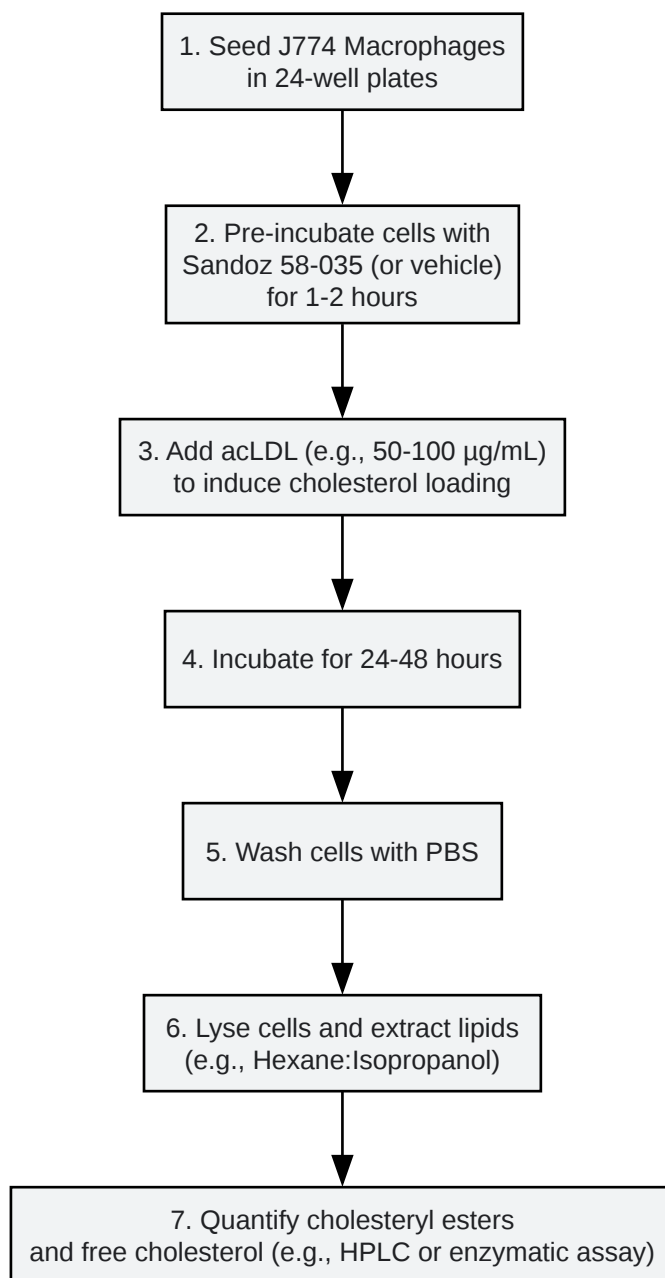 1. Seed J774 Macrophages
in 24-well plates
2. Pre-incubate cells with
Sandoz 58-035 (or vehicle)
for 1-2 hours
3. Add acLDL (e.g., 50-100 µg/mL)
to induce cholesterol loading
4. Incubate for 24-48 hours
5. Wash cells with PBS
6. Lyse cells and extract lipids
(e.g., Hexane:Isopropanol)
7. Quantify cholesteryl esters
and free cholesterol (e.g., HPLC or enzymatic assay)